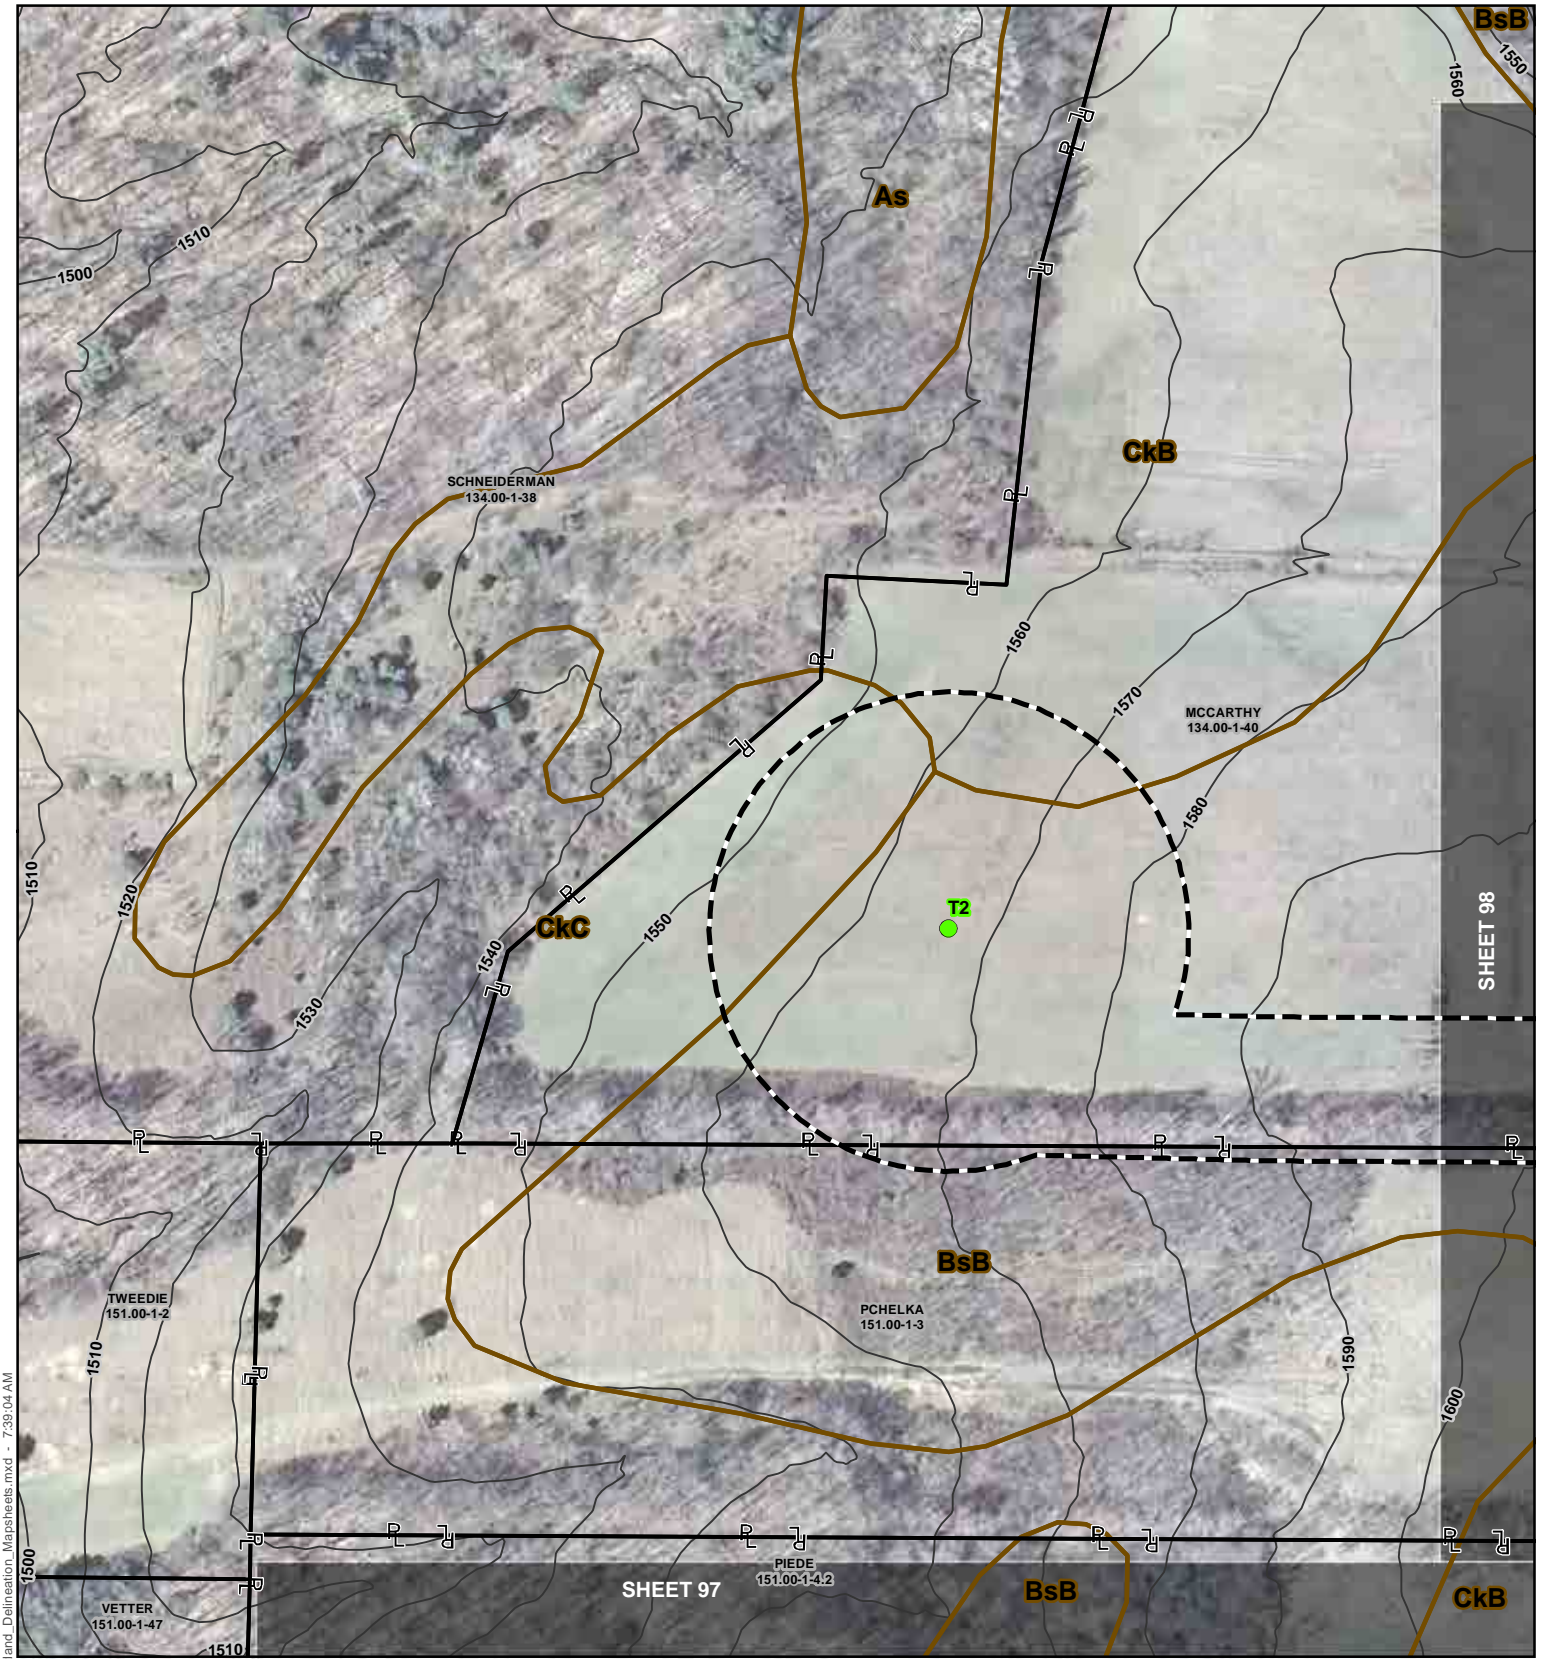 BsB
1550
1560
As
1510
1500
CkB
SCHNEIDERMAN
134.00-1-38
1560
1570
MCCARTHY
134.00-1-40
1580
1510
1520
T2
CkC
1550
1540
1530
SHEET 98
PL
BsB
TWEEDIE
151.00-1-2
PCHELKA
151.00-1-3
1510
1590
1600
land_Delineation_Mapsheets.mxd - 7:39:04 AM
1500
PIEDE
151.00-1-4.2
SHEET 97
BsB
CkB
VETTER
151.00-1-47
1510